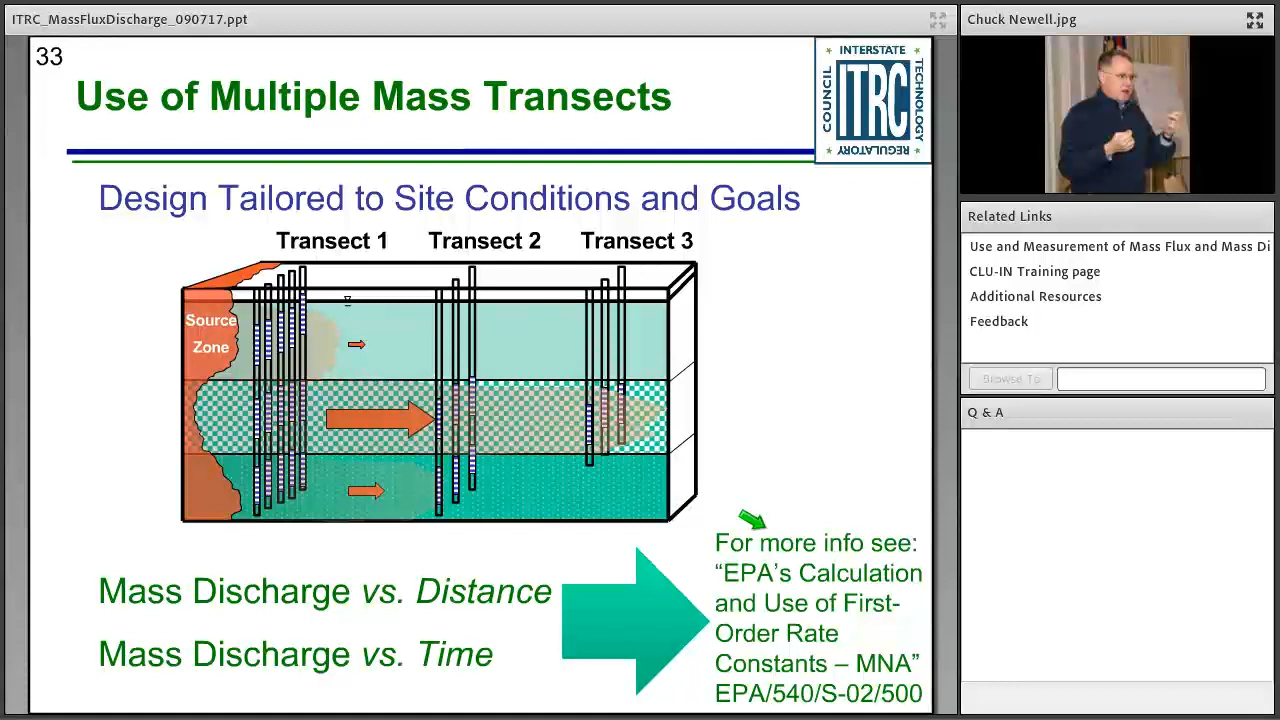 ITRC_MassFluxDischarge_090717.ppt
33
Use of Multiple Mass Transects
INTERSTATE
TECHNOLOGY
REGULATORY
COUNCIL
ITRC
Design Tailored to Site Conditions and Goals
Transect 1 Transect 2 Transect 3
Source
Zone
Mass Discharge vs. Distance
Mass Discharge vs. Time
For more info see:
“EPA’s Calculation
and Use of First-
Order Rate
Constants – MNA”
EPA/540/S-02/500
Chuck Newell.jpg
Related Links
Use and Measurement of Mass Flux and Mass Di
CLU-IN Training page
Additional Resources
Feedback
Browse To
Q & A